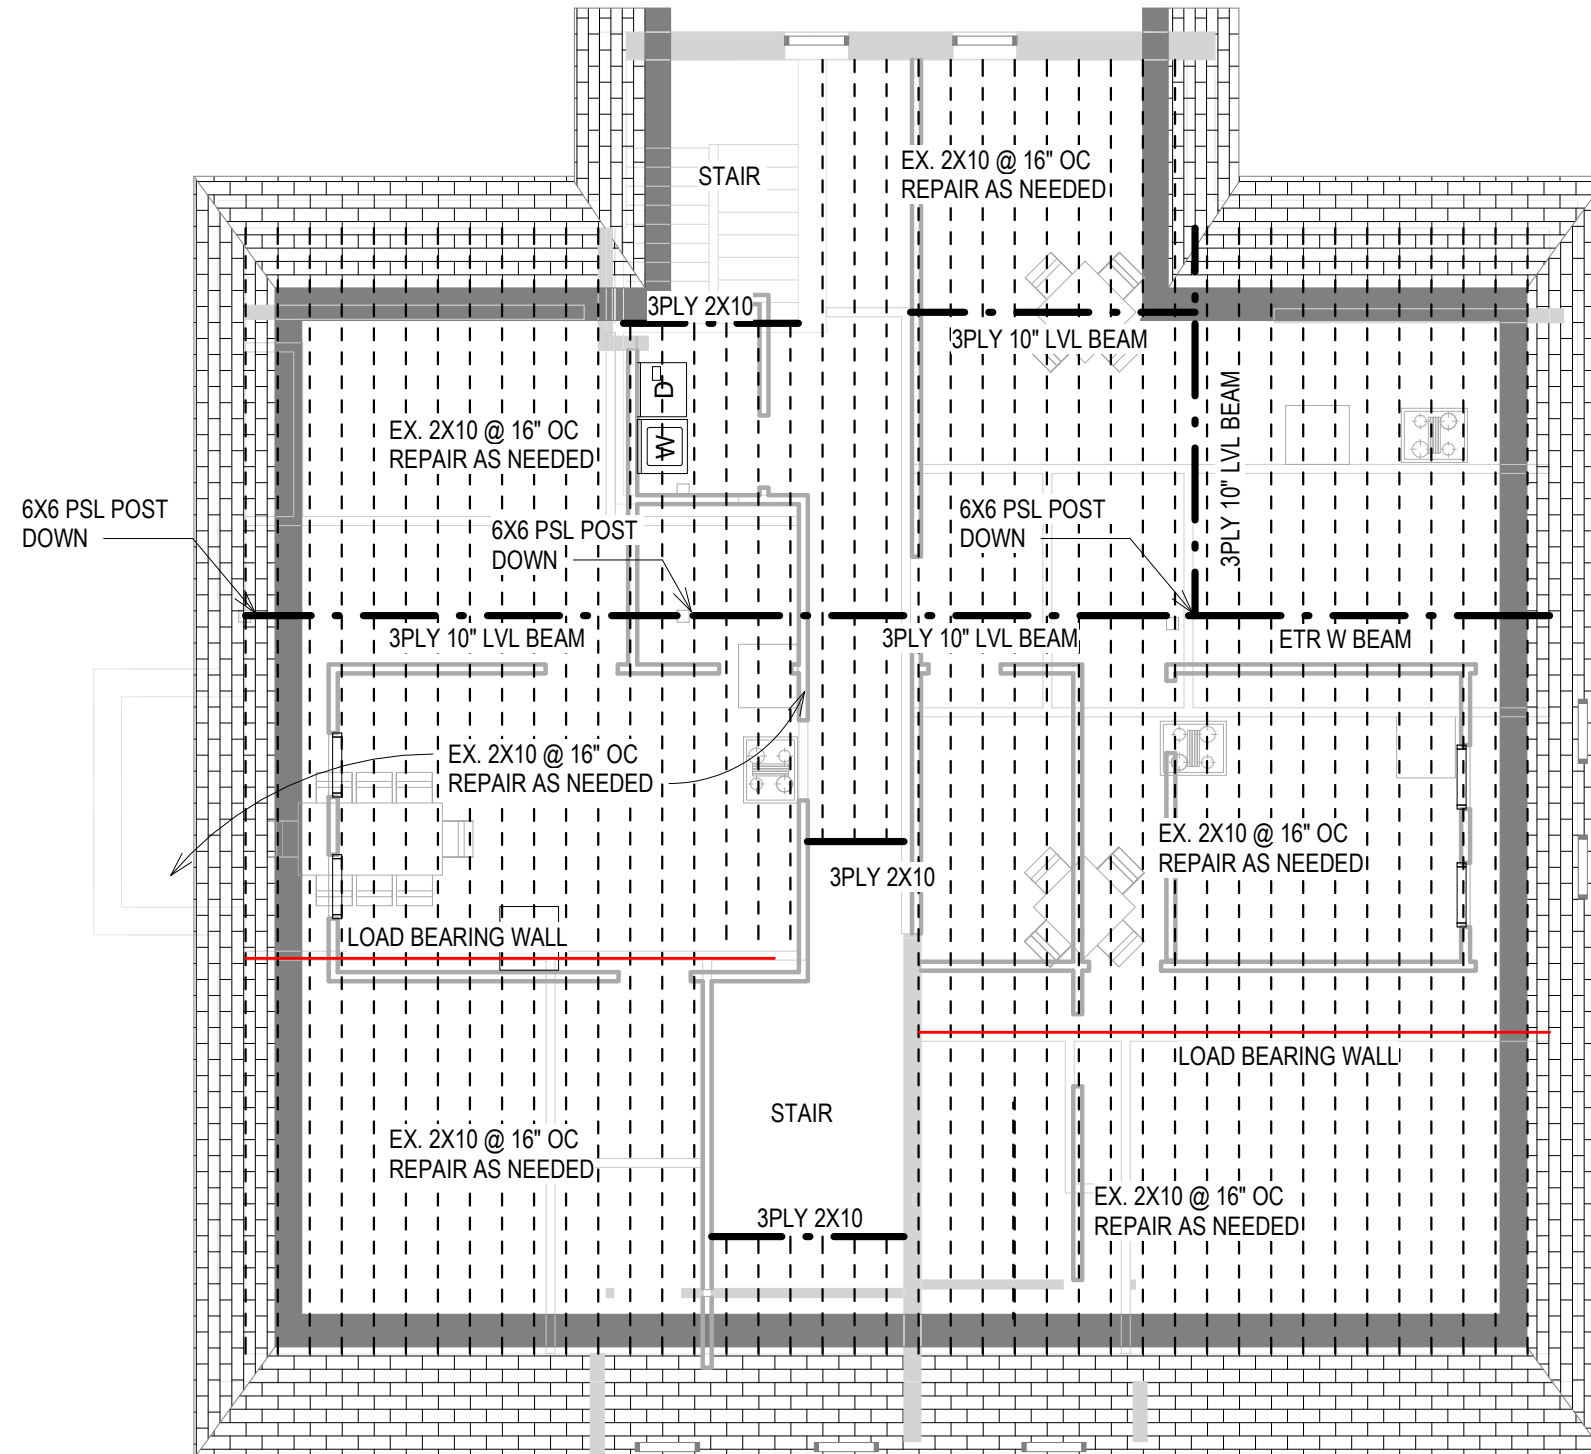 EX. 2X10 @ 16" OC
REPAIR AS NEEDED
STAIR
3PLY 2X10
3PLY 10" LVL BEAM
3PLY 10" LVL BEAM
D
W
EX. 2X10 @ 16" OC
REPAIR AS NEEDED
6X6 PSL POST
DOWN
6X6 PSL POST
DOWN
6X6 PSL POST
DOWN
3PLY 10" LVL BEAM
3PLY 10" LVL BEAM
ETR W BEAM
EX. 2X10 @ 16" OC
REPAIR AS NEEDED
EX. 2X10 @ 16" OC
REPAIR AS NEEDED
3PLY 2X10
LOAD BEARING WALL
LOAD BEARING WALL
STAIR
EX. 2X10 @ 16" OC
REPAIR AS NEEDED
EX. 2X10 @ 16" OC
REPAIR AS NEEDED
3PLY 2X10